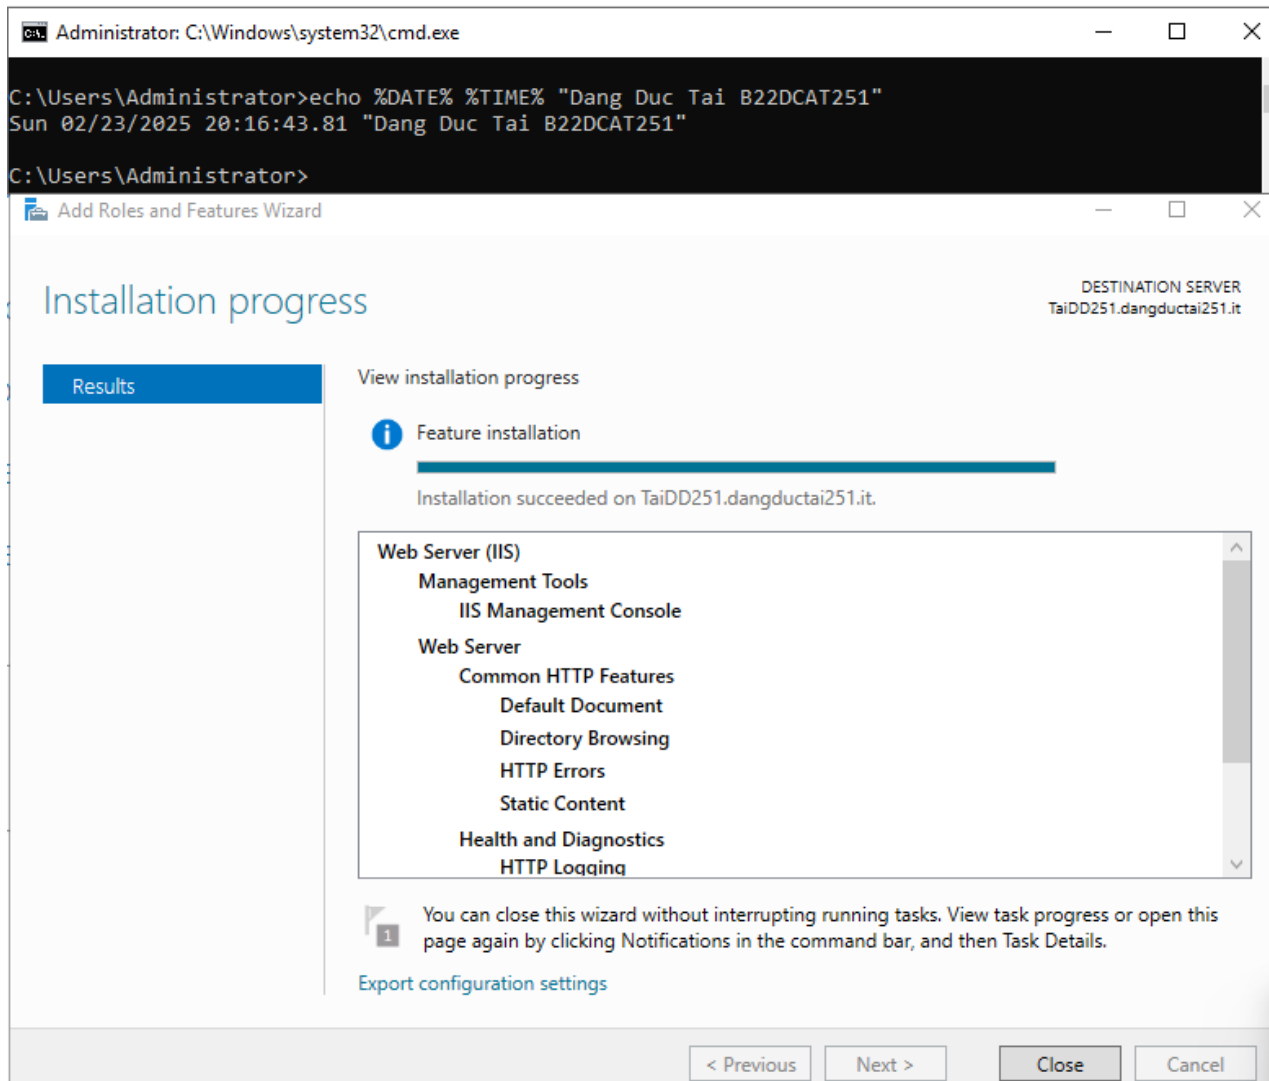 Administrator: C:\Windows\system32\cmd.exe
C:\Users\Administrator>echo %DATE% %TIME% "Dang Duc Tai B22DCAT251"
Sun 02/23/2025 20:16:43.81 "Dang Duc Tai B22DCAT251"
C:\Users\Administrator>
Add Roles and Features Wizard
Installation progress
DESTINATION SERVER
TaiDD251.dangductai251.it
Results
View installation progress
Feature installation
Installation succeeded on TaiDD251.dangductai251.it.
Web Server (IIS)
Management Tools
IIS Management Console
Web Server
Common HTTP Features
Default Document
Directory Browsing
HTTP Errors
Static Content
Health and Diagnostics
HTTP Logging
1
You can close this wizard without interrupting running tasks. View task progress or open this
page again by clicking Notifications in the command bar, and then Task Details.
Export configuration settings
< Previous
Next >
Close
Cancel